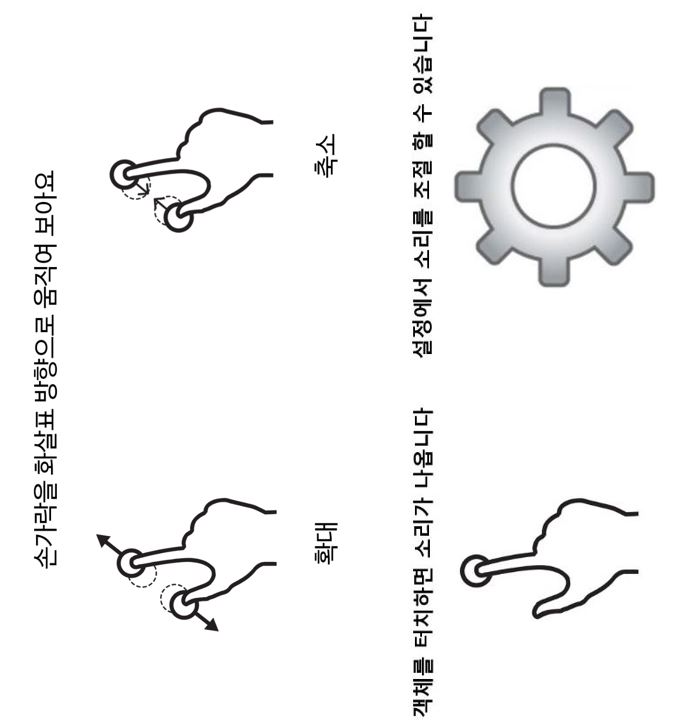 손가락을 화살표 방향으로 움직여 보아요
확대
축소
객체를 터치하면 소리가 나옵니다
설정에서 소리를 조절 할 수 있습니다